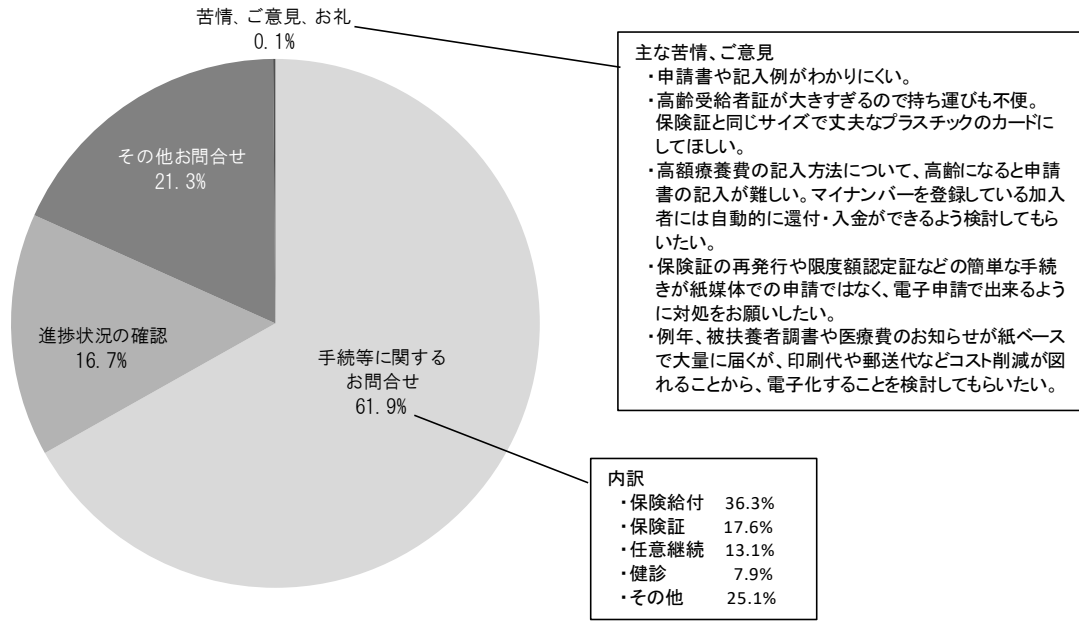 苦情、ご意見、お礼
0.1%
その他お問合せ
21.3%
進捗状況の確認
16.7%
手続等に関する
お問合せ
61.9%
主な苦情、ご意見
・申請書や記入例がわかりにくい。
・高齢受給者証が大きすぎるので持ち運びも不便。
保険証と同じサイズで丈夫なプラスチックのカードに
してほしい。
・高額療養費の記入方法について、高齢になると申請
書の記入が難しい。マイナンバーを登録している加入
者には自動的に還付・入金ができるよう検討してもら
いたい。
・保険証の再発行や限度額認定証などの簡単な手続
きが紙媒体での申請ではなく、電子申請で出来るよう
に対処をお願いしたい。
・例年、被扶養者調書や医療費のお知らせが紙ベース
で大量に届くが、印刷代や郵送代などコスト削減が図
れることから、電子化することを検討してもらいたい。
内訳
・保険給付 36.3%
・保険証 17.6%
・任意継続 13.1%
・健診 7.9%
・その他 25.1%